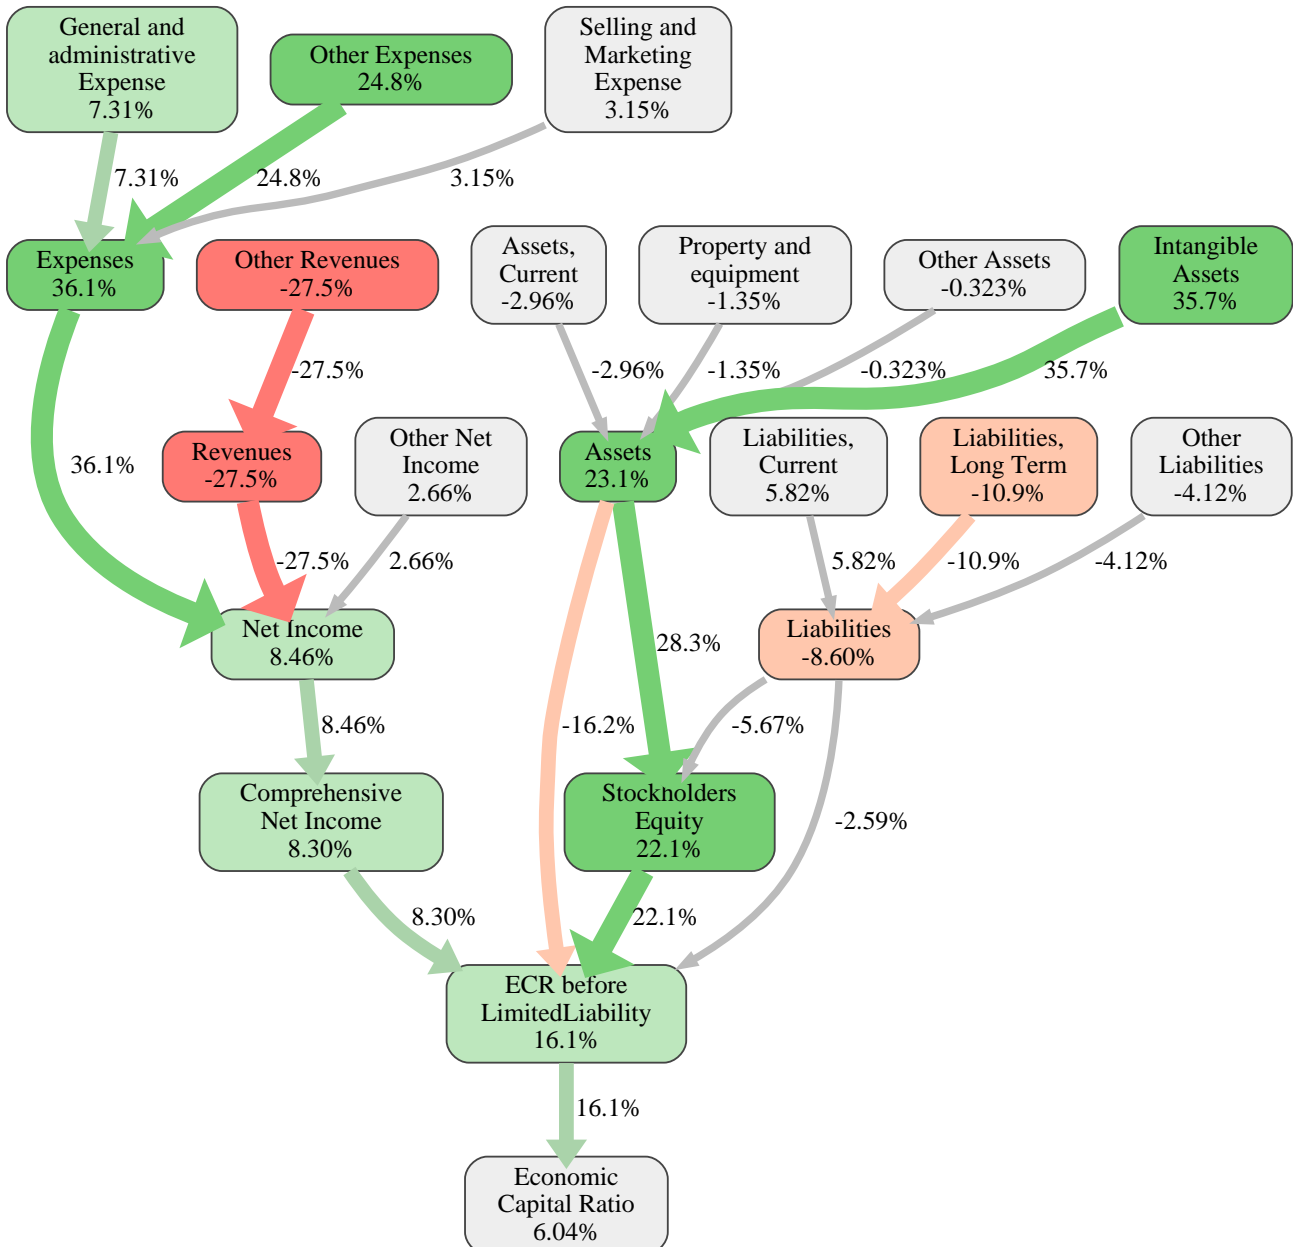 General and
administrative
Expense
7.31%
Other Expenses
24.8%
Selling and
Marketing
Expense
3.15%
7.31%
24.8%
3.15%
Expenses
36.1%
Other Revenues
-27.5%
Assets,
Current
-2.96%
Property and
equipment
-1.35%
Other Assets
-0.323%
Intangible
Assets
35.7%
-27.5%
-2.96%
-1.35%
-0.323%
35.7%
36.1%
Revenues
-27.5%
Other Net
Income
2.66%
Assets
23.1%
Liabilities,
Current
5.82%
Liabilities,
Long Term
-10.9%
Other
Liabilities
-4.12%
-27.5%
2.66%
5.82%
-10.9%
-4.12%
Net Income
8.46%
28.3%
Liabilities
-8.60%
8.46%
-16.2%
-5.67%
Comprehensive
Net Income
8.30%
Stockholders
Equity
22.1%
-2.59%
8.30%
22.1%
ECR before
LimitedLiability
16.1%
16.1%
Economic
Capital Ratio
6.04%